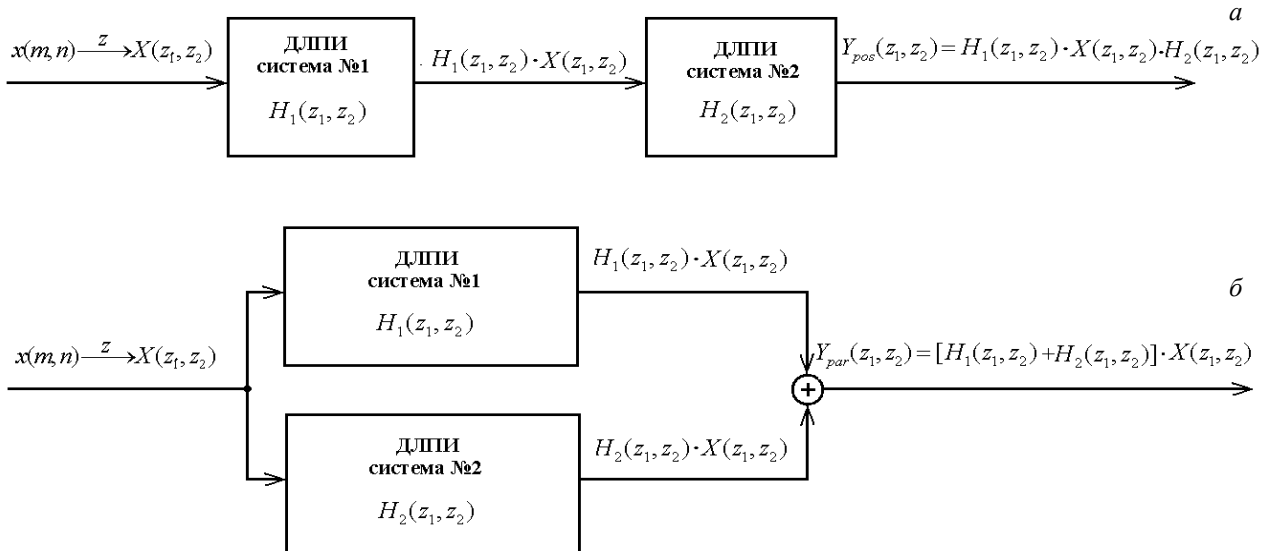 а
x(m,n) —z→ X(z₁,z₂)
ДЛПИ
система №1
H₁(z₁,z₂)
H₁(z₁,z₂)·X(z₁,z₂)
ДЛПИ
система №2
H₂(z₁,z₂)
Y_pos(z₁,z₂)=H₁(z₁,z₂)·X(z₁,z₂)·H₂(z₁,z₂)
б
x(m,n) —z→ X(z₁,z₂)
ДЛПИ
система №1
H₁(z₁,z₂)
H₁(z₁,z₂)·X(z₁,z₂)
ДЛПИ
система №2
H₂(z₁,z₂)
H₂(z₁,z₂)·X(z₁,z₂)
+
Y_par(z₁,z₂)=[H₁(z₁,z₂)+H₂(z₁,z₂)]·X(z₁,z₂)